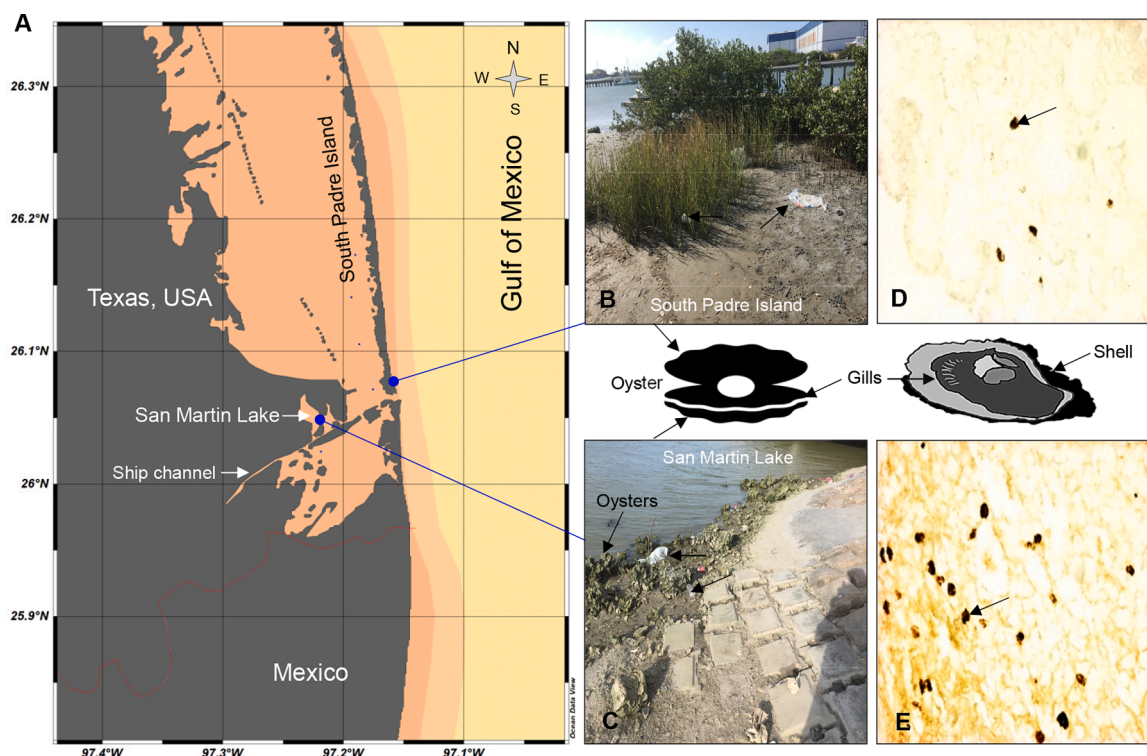 A
26.3°N
26.2°N
26.1°N
26°N
25.9°N
97.4°W
97.3°W
97.2°W
97.1°W
N
W
E
S
South Padre Island
Gulf of Mexico
Texas, USA
San Martin Lake
Ship channel
Mexico
Ocean Data View
B
South Padre Island
D
Oyster
Gills
Shell
San Martin Lake
Oysters
C
E